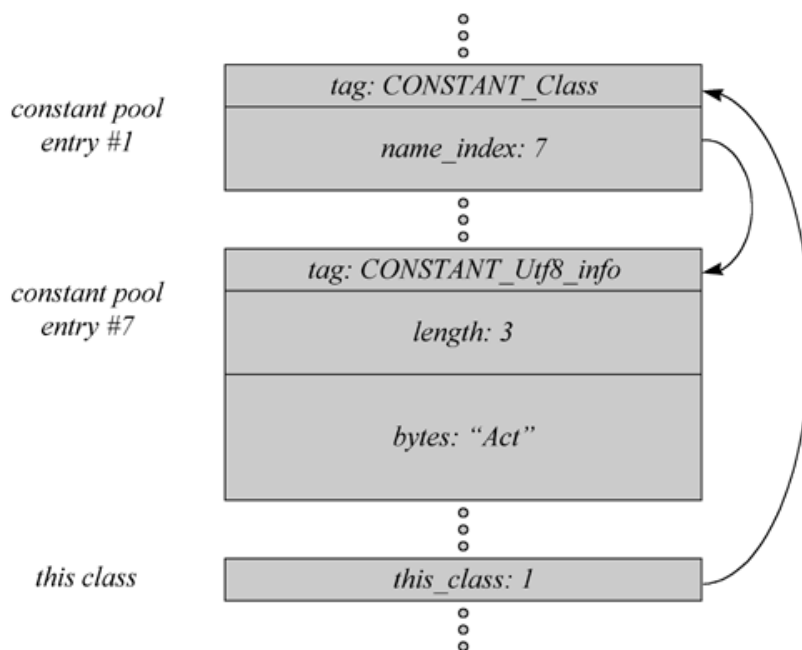 tag: CONSTANT_Class
constant pool
entry #1
name_index: 7
tag: CONSTANT_Utf8_info
constant pool
entry #7
length: 3
bytes: “Act”
this class
this_class: 1